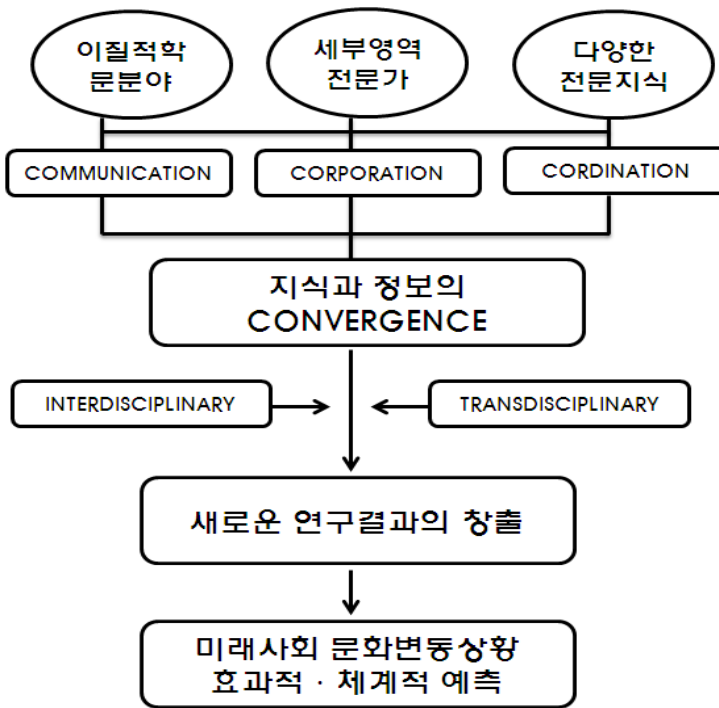 이질적학
문분야
세부영역
전문가
다양한
전문지식
COMMUNICATION
CORPORATION
CORDINATION
지식과 정보의
CONVERGENCE
INTERDISCIPLINARY
TRANSDISCIPLINARY
새로운 연구결과의 창출
미래사회 문화변동상황
효과적 · 체계적 예측